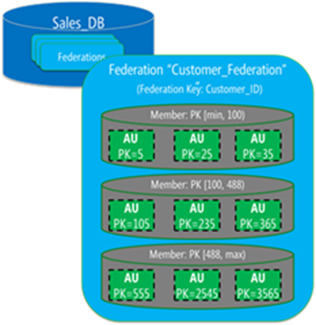 Sales_DB
Federations
Federation "Customer_Federation"
(Federation Key: Customer_ID)
Member: PK [min, 100)
AU AU AU
PK=5 PK=25 PK=35
Member: PK [100, 488)
AU AU AU
PK=105 PK=235 PK=365
Member: PK [488, max)
AU AU AU
PK=555 PK=2545 PK=3565